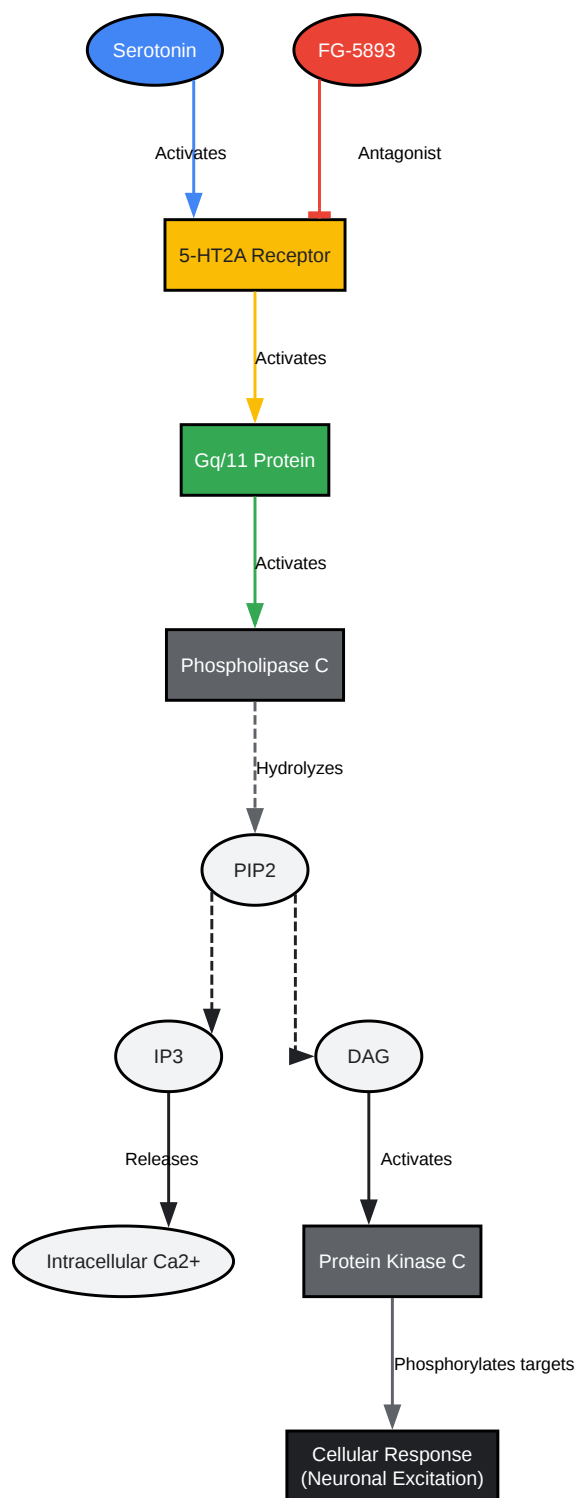 Serotonin
FG-5893
Activates
Antagonist
5-HT2A Receptor
Activates
Gq/11 Protein
Activates
Phospholipase C
Hydrolyzes
PIP2
IP3
DAG
Releases
Activates
Intracellular Ca2+
Protein Kinase C
Phosphorylates targets
Cellular Response
(Neuronal Excitation)